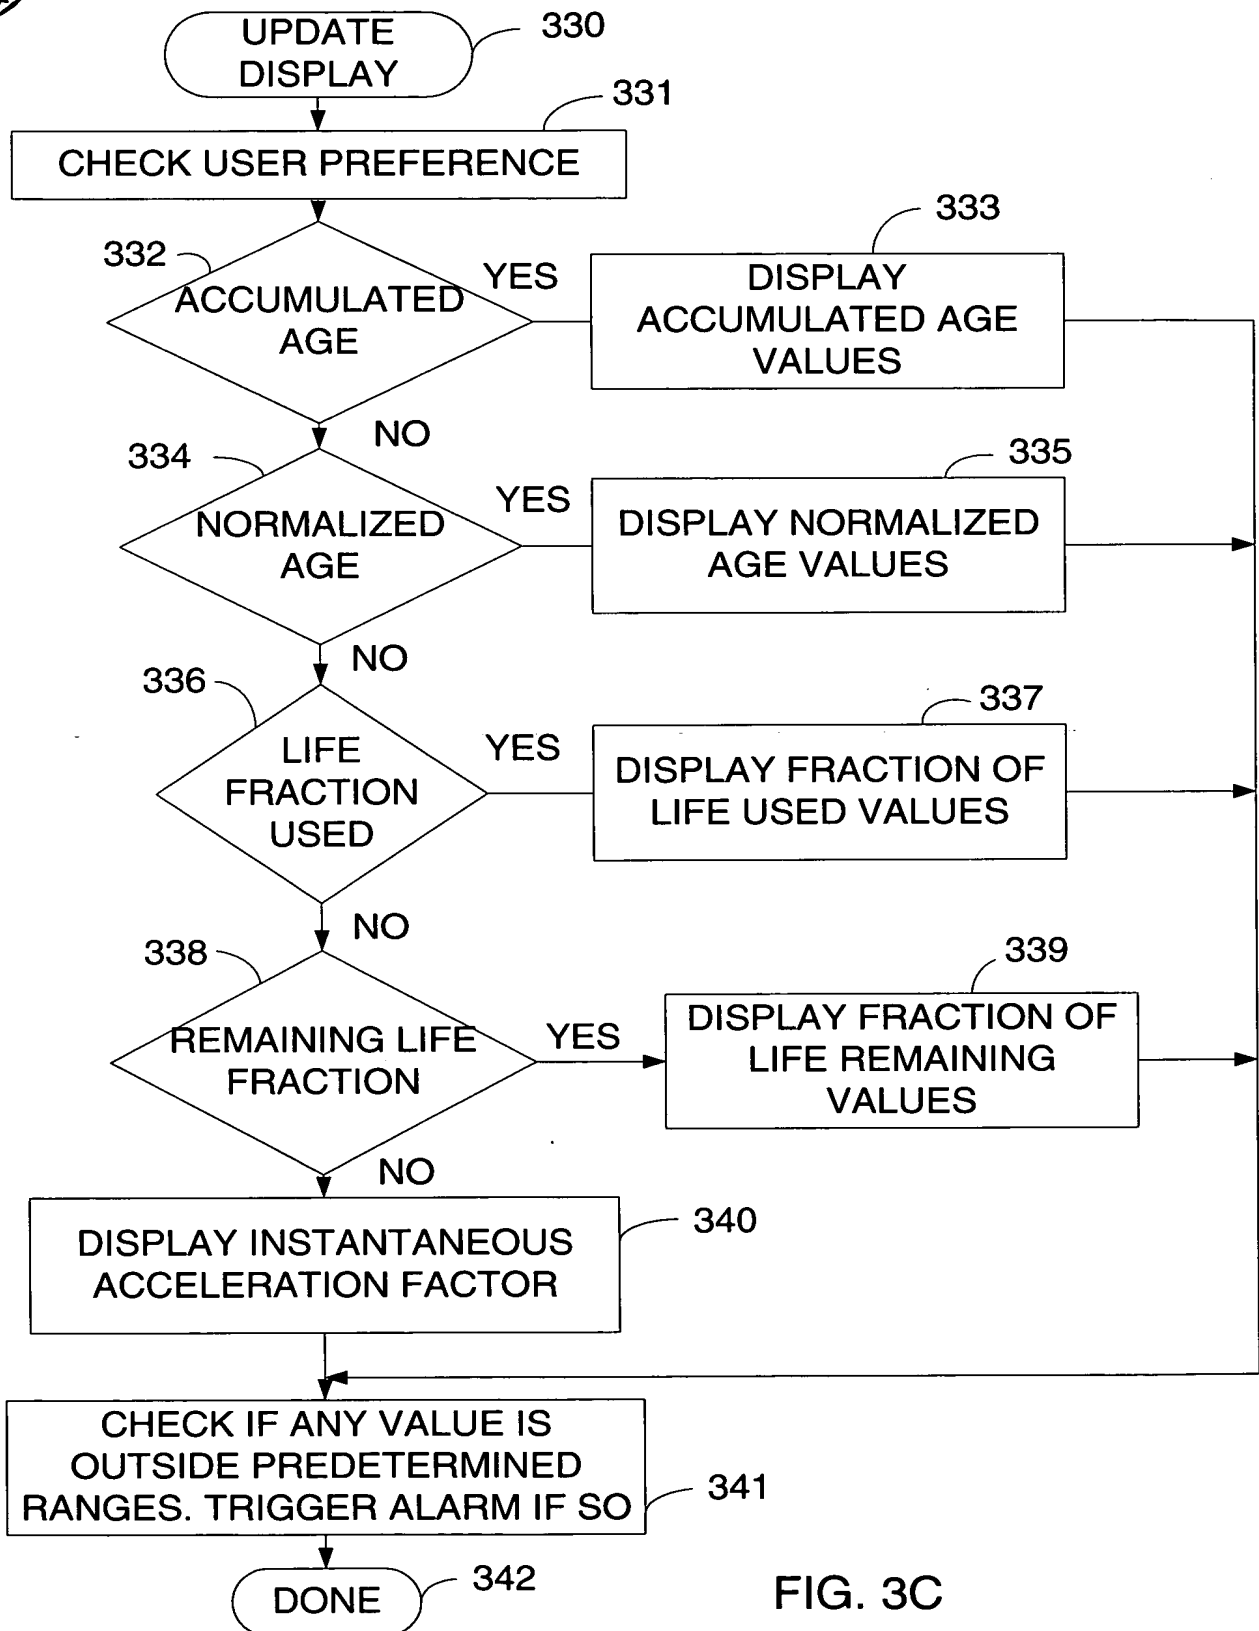 UPDATE
DISPLAY
330
331
CHECK USER PREFERENCE
332
ACCUMULATED
AGE
YES
333
DISPLAY
ACCUMULATED AGE
VALUES
NO
334
NORMALIZED
AGE
YES
335
DISPLAY NORMALIZED
AGE VALUES
NO
336
LIFE
FRACTION
USED
YES
337
DISPLAY FRACTION OF
LIFE USED VALUES
NO
338
REMAINING LIFE
FRACTION
YES
339
DISPLAY FRACTION OF
LIFE REMAINING
VALUES
NO
DISPLAY INSTANTANEOUS
ACCELERATION FACTOR
340
CHECK IF ANY VALUE IS
OUTSIDE PREDETERMINED
RANGES. TRIGGER ALARM IF SO
341
DONE
342
FIG. 3C